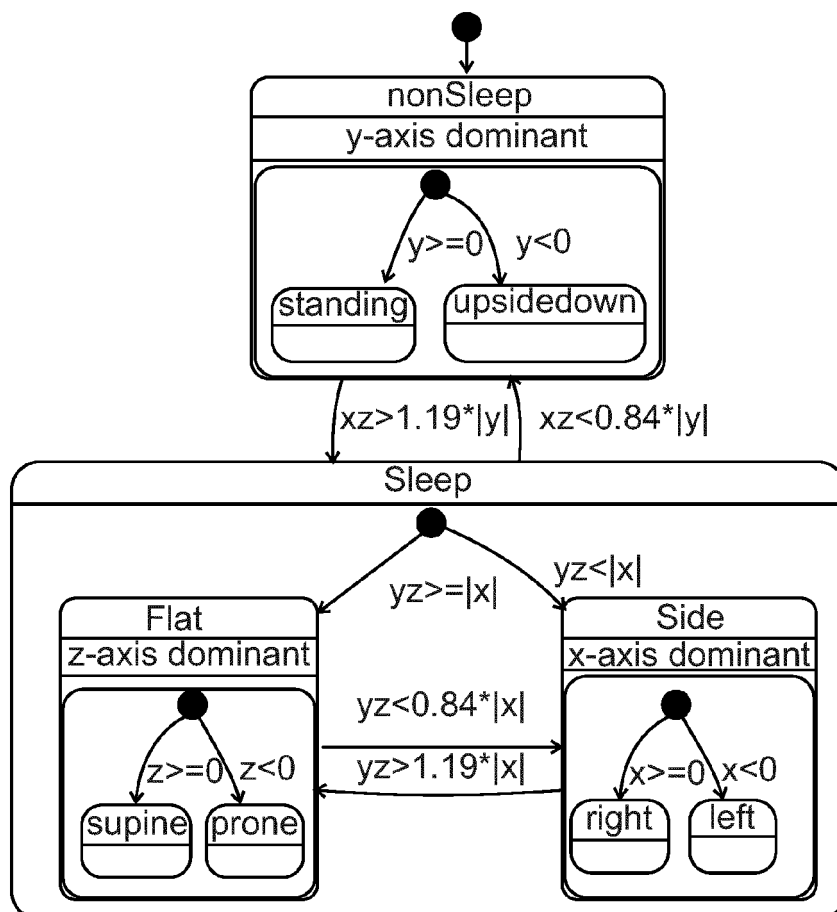 nonSleep
y-axis dominant
y>=0 y<0
standing upsidedown
xz>1.19*|y| xz<0.84*|y|
Sleep
yz>=|x| yz<|x|
Flat Side
z-axis dominant x-axis dominant
yz<0.84*|x|
z>=0 z<0 yz>1.19*|x| x>=0 x<0
supine prone right left